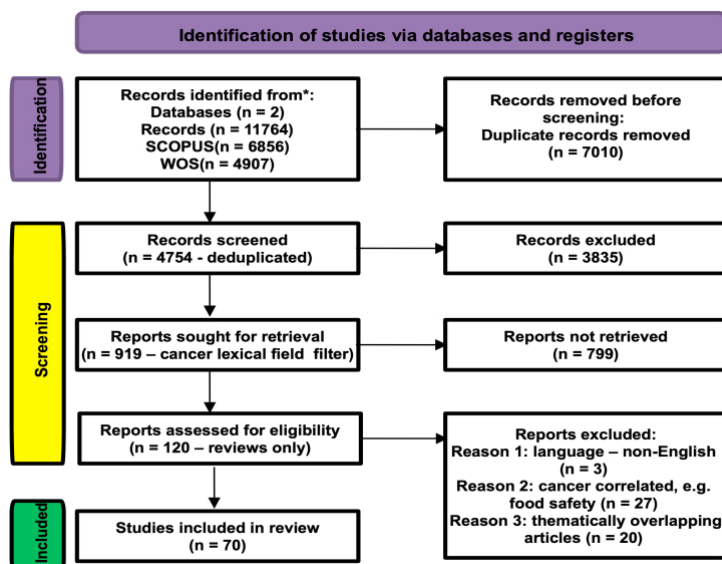 Identification of studies via databases and registers
Identification
Records identified from*:
Databases (n = 2)
Records (n = 11764)
SCOPUS(n = 6856)
WOS(n = 4907)
Records removed before
screening:
Duplicate records removed
(n = 7010)
Screening
Records screened
(n = 4754 - deduplicated)
Records excluded
(n = 3835)
Reports sought for retrieval
(n = 919 – cancer lexical field filter)
Reports not retrieved
(n = 799)
Reports assessed for eligibility
(n = 120 – reviews only)
Reports excluded:
Reason 1: language – non-English
(n = 3)
Reason 2: cancer correlated, e.g.
food safety (n = 27)
Reason 3: thematically overlapping
articles (n = 20)
Included
Studies included in review
(n = 70)